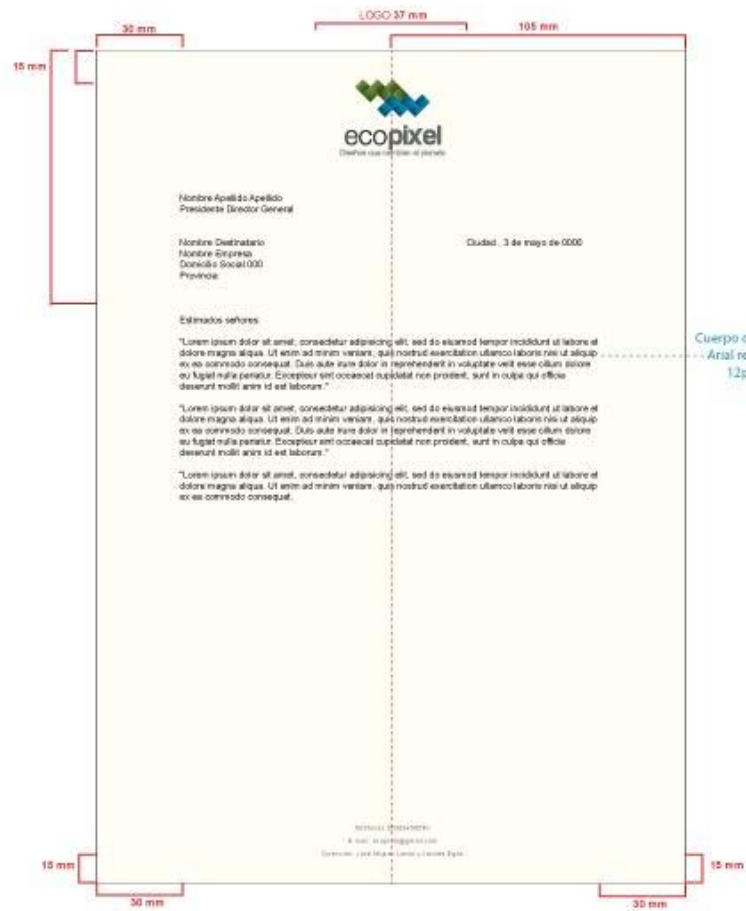 LOGO 37 mm
30 mm
105 mm
15 mm
ecopixel
Diseños que cambian el planeta
Nombre Apellido Apellido
Presidente Director General
Nombre Destinatario
Ciudad , 3 de mayo de 0000
Nombre Empresa
Domicilio Social 000
Provincia
Estimados señores:
"Lorem ipsum dolor sit amet, consectetur adipisicing elit, sed do eiusmod tempor incididunt ut labore et
dolore magna aliqua. Ut enim ad minim veniam, quis nostrud exercitation ullamco laboris nisi ut aliquip
ex ea commodo consequat. Duis aute irure dolor in reprehenderit in voluptate velit esse cillum dolore
eu fugiat nulla pariatur. Excepteur sint occaecat cupidatat non proident, sunt in culpa qui officia
deserunt mollit anim id est laborum."
Cuerpo
Arial
"Lorem ipsum dolor sit amet, consectetur adipisicing elit, sed do eiusmod tempor incididunt ut labore et
dolore magna aliqua. Ut enim ad minim veniam, quis nostrud exercitation ullamco laboris nisi ut aliquip
ex ea commodo consequat. Duis aute irure dolor in reprehenderit in voluptate velit esse cillum dolore
eu fugiat nulla pariatur. Excepteur sint occaecat cupidatat non proident, sunt in culpa qui officia
deserunt mollit anim id est laborum."
"Lorem ipsum dolor sit amet, consectetur adipisicing elit, sed do eiusmod tempor incididunt ut labore et
dolore magna aliqua. Ut enim ad minim veniam, quis nostrud exercitation ullamco laboris nisi ut aliquip
ex ea commodo consequat.
15 mm
15 mm
30 mm
30 mm